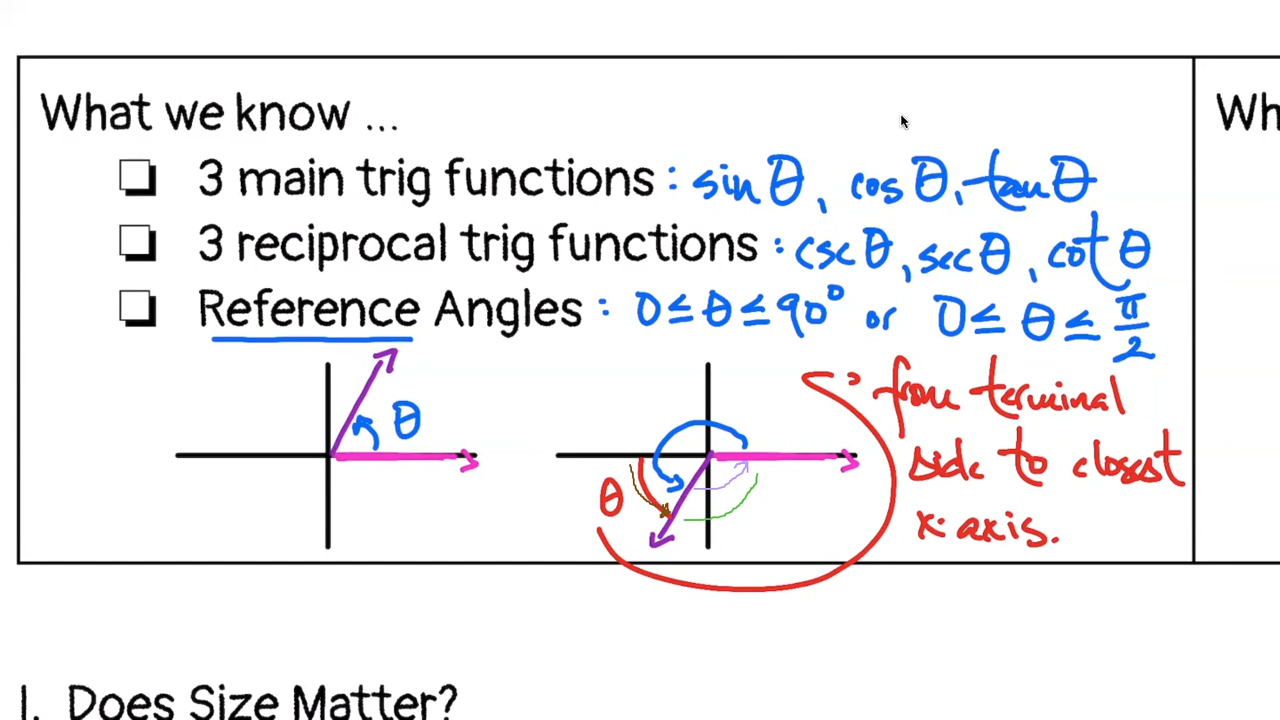 What we know ...
3 main trig functions : sin θ, cos θ, tan θ
3 reciprocal trig functions : csc θ, sec θ, cot θ
Reference Angles : 0 ≤ θ ≤ 90° or 0 ≤ θ ≤ π/2
θ
θ
from terminal
side to closest
x-axis.
Wh
1. Does Size Matter?